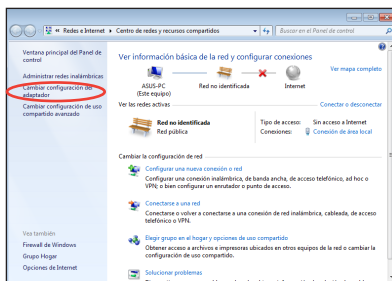 Redes e Internet
Centro de redes y recursos compartidos
Buscar en el Panel de control
Ventana principal del Panel de
control
Administrar redes inalámbricas
Cambiar configuración del
adaptador
Cambiar configuración de uso
compartido avanzado
Vea también
Firewall de Windows
Grupo Hogar
Opciones de Internet
Ver información básica de la red y configurar conexiones
Ver mapa completo
ASUS-PC
(Este equipo)
Red no identificada
Internet
Ver las redes activas
Conectar o desconectar
Red no identificada
Red pública
Tipo de acceso: Sin acceso a Internet
Conexiones: Conexión de área local
Cambiar la configuración de red
Configurar una nueva conexión o red
Configurar una conexión inalámbrica, de banda ancha, de acceso telefónico, ad hoc o
VPN; o bien configurar un enrutador o punto de acceso.
Conectarse a una red
Conectarse o volver a conectarse a una conexión de red inalámbrica, cableada, de acceso
telefónico o VPN.
Elegir grupo en el hogar y opciones de uso compartido
Obtener acceso a archivos e impresoras ubicados en otros equipos de la red o cambiar la
configuración de uso compartido.
Solucionar problemas